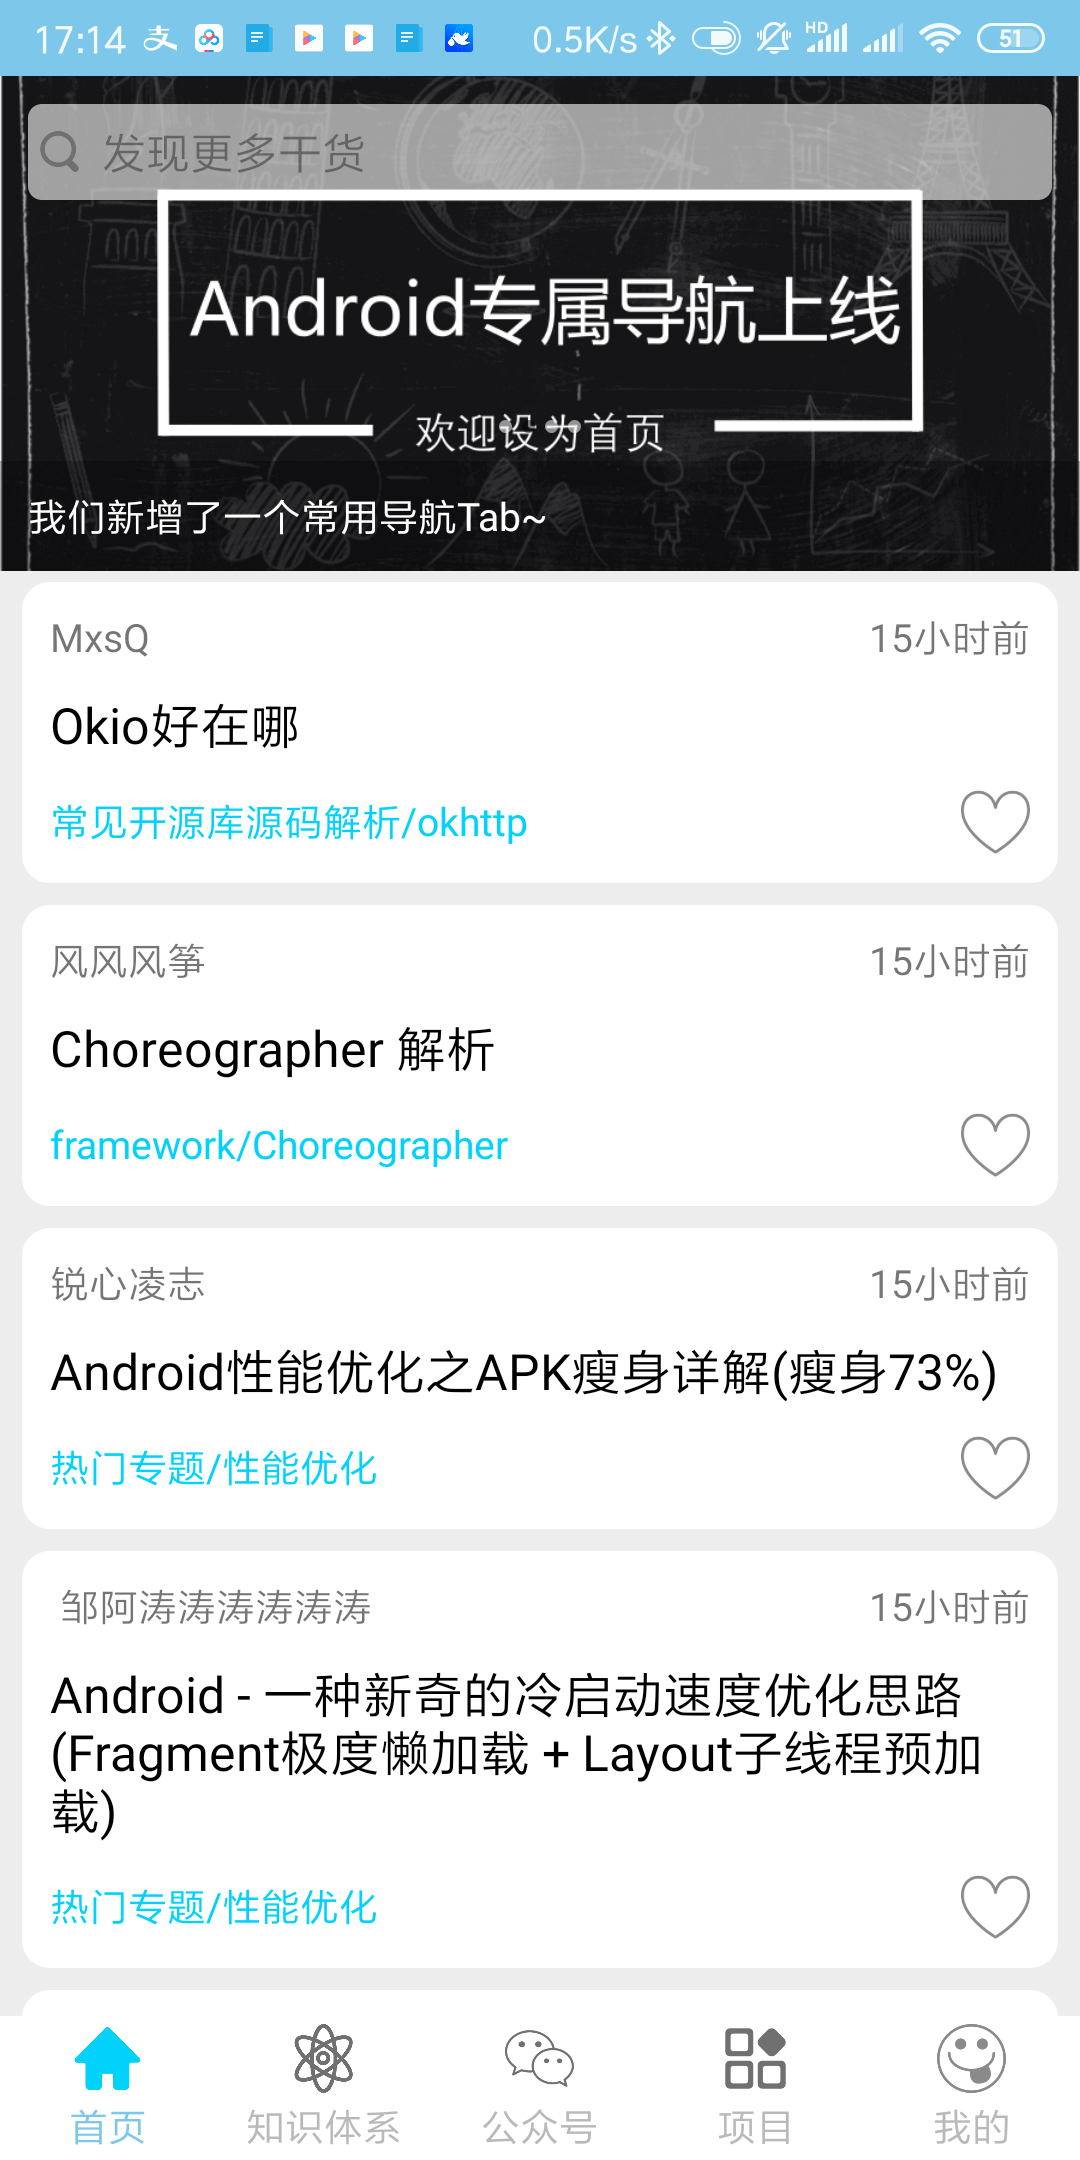 17:14
0.5K/s
HD
51
发现更多干货
Android专属导航上线
欢迎设为首页
我们新增了一个常用导航Tab~
MxsQ
15小时前
Okio好在哪
常见开源库源码解析/okhttp
风风风筝
15小时前
Choreographer 解析
framework/Choreographer
锐心凌志
15小时前
Android性能优化之APK瘦身详解(瘦身73%)
热门专题/性能优化
邹阿涛涛涛涛涛涛
15小时前
Android - 一种新奇的冷启动速度优化思路
(Fragment极度懒加载 + Layout子线程预加
载)
热门专题/性能优化
首页
知识体系
公众号
项目
我的